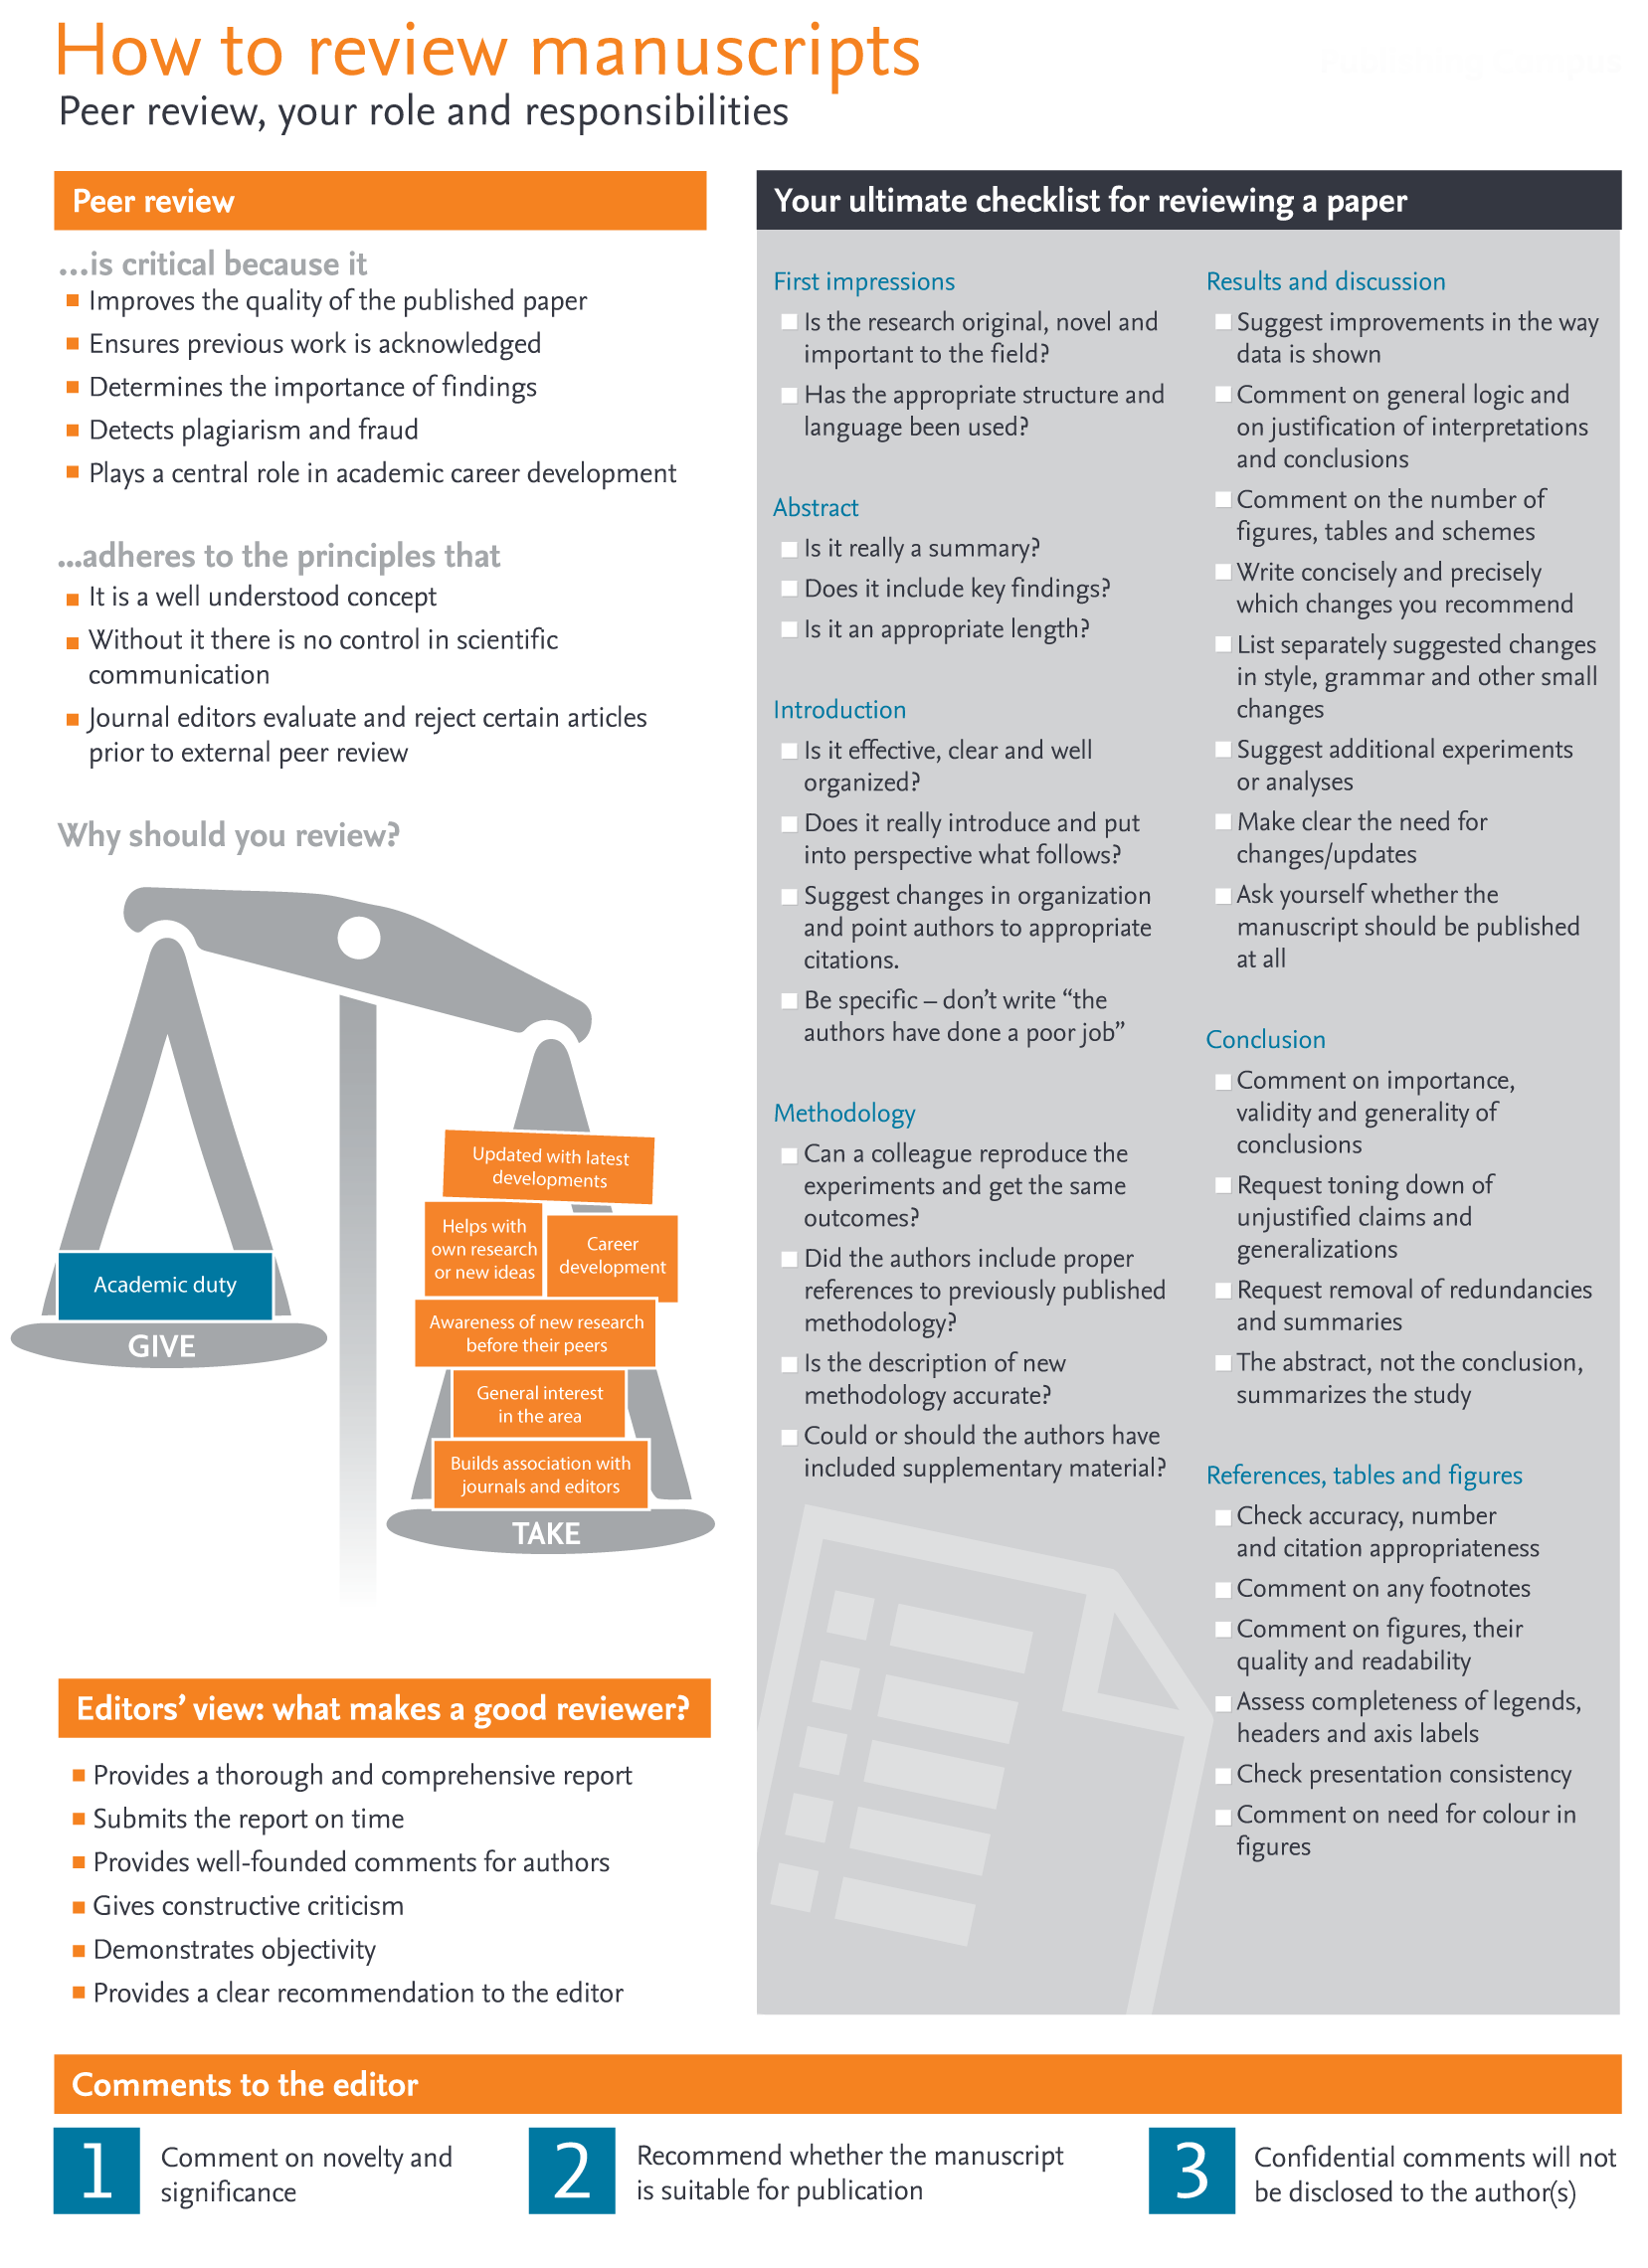 How to review manuscripts
Peer review, your role and responsibilities
Peer review
...is critical because it
Improves the quality of the published paper
Ensures previous work is acknowledged
Determines the importance of findings
Detects plagiarism and fraud
Plays a central role in academic career development
...adheres to the principles that
It is a well understood concept
Without it there is no control in scientific
communication
Journal editors evaluate and reject certain articles
prior to external peer review
Why should you review?
Academic duty
GIVE
Updated with latest
developments
Helps with
own research
or new ideas
Career
development
Awareness of new research
before their peers
General interest
in the area
Builds association with
journals and editors
TAKE
Editors’ view: what makes a good reviewer?
Provides a thorough and comprehensive report
Submits the report on time
Provides well-founded comments for authors
Gives constructive criticism
Demonstrates objectivity
Provides a clear recommendation to the editor
Your ultimate checklist for reviewing a paper
First impressions
Is the research original, novel and
important to the field?
Has the appropriate structure and
language been used?
Abstract
Is it really a summary?
Does it include key findings?
Is it an appropriate length?
Introduction
Is it effective, clear and well
organized?
Does it really introduce and put
into perspective what follows?
Suggest changes in organization
and point authors to appropriate
citations.
Be specific – don’t write “the
authors have done a poor job”
Methodology
Can a colleague reproduce the
experiments and get the same
outcomes?
Did the authors include proper
references to previously published
methodology?
Is the description of new
methodology accurate?
Could or should the authors have
included supplementary material?
Results and discussion
Suggest improvements in the way
data is shown
Comment on general logic and
on justification of interpretations
and conclusions
Comment on the number of
figures, tables and schemes
Write concisely and precisely
which changes you recommend
List separately suggested changes
in style, grammar and other small
changes
Suggest additional experiments
or analyses
Make clear the need for
changes/updates
Ask yourself whether the
manuscript should be published
at all
Conclusion
Comment on importance,
validity and generality of
conclusions
Request toning down of
unjustified claims and
generalizations
Request removal of redundancies
and summaries
The abstract, not the conclusion,
summarizes the study
References, tables and figures
Check accuracy, number
and citation appropriateness
Comment on any footnotes
Comment on figures, their
quality and readability
Assess completeness of legends,
headers and axis labels
Check presentation consistency
Comment on need for colour in
figures
Comments to the editor
1
Comment on novelty and
significance
2
Recommend whether the manuscript
is suitable for publication
3
Confidential comments will not
be disclosed to the author(s)